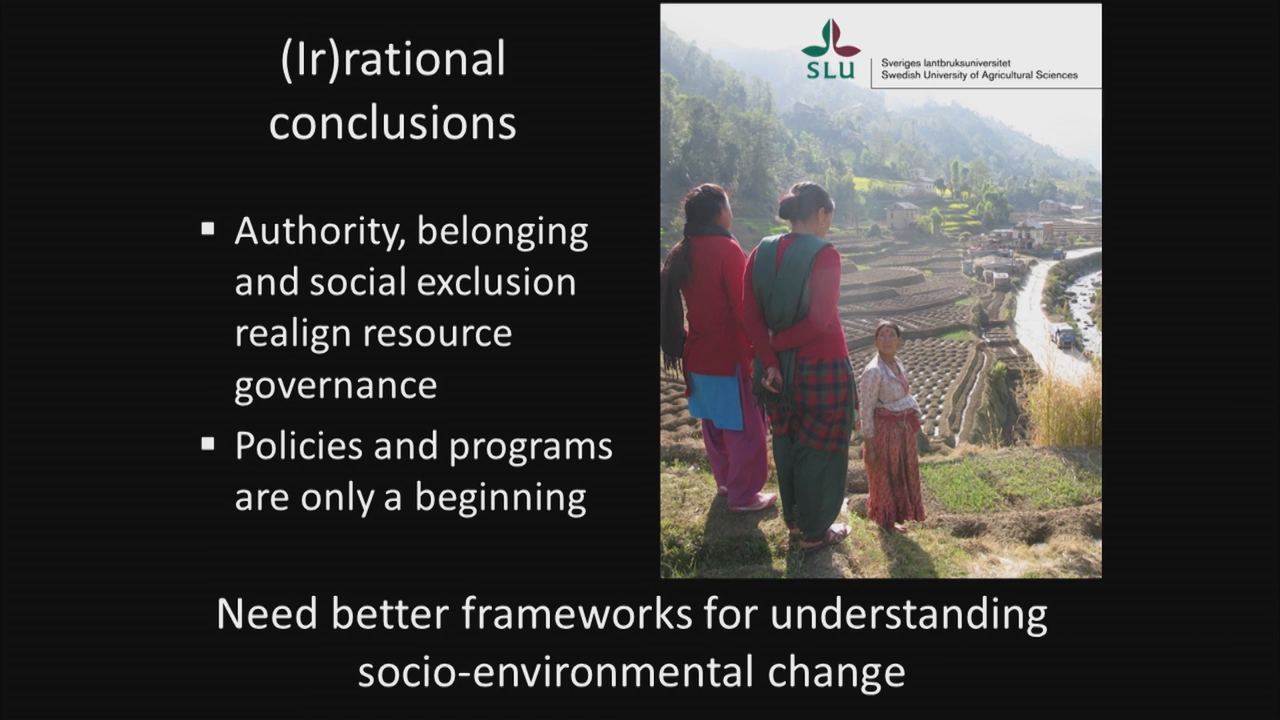 (Ir)rational
conclusions
▪ Authority, belonging
and social exclusion
realign resource
governance
▪ Policies and programs
are only a beginning
Need better frameworks for understanding
socio-environmental change
SLU
Sveriges lantbruksuniversitet
Swedish University of Agricultural Sciences